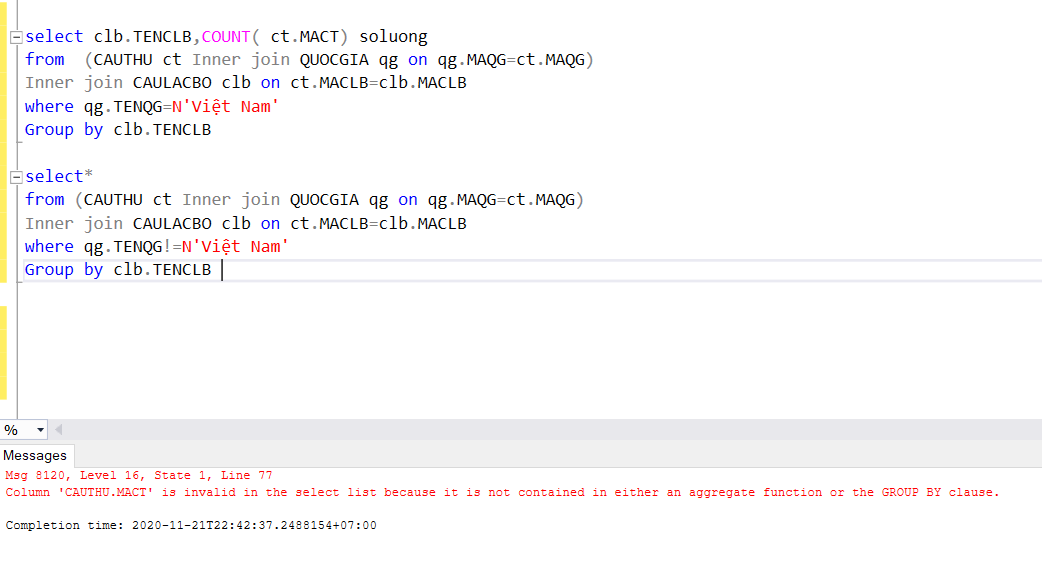 select clb.TENCLB,COUNT( ct.MACT) soluong
from  (CAUTHU ct Inner join QUOCGIA qg on qg.MAQG=ct.MAQG)
Inner join CAULACBO clb on ct.MACLB=clb.MACLB
where qg.TENQG=N'Việt Nam'
Group by clb.TENCLB
select*
from (CAUTHU ct Inner join QUOCGIA qg on qg.MAQG=ct.MAQG)
Inner join CAULACBO clb on ct.MACLB=clb.MACLB
where qg.TENQG!=N'Việt Nam'
Group by clb.TENCLB
%
Messages
Msg 8120, Level 16, State 1, Line 77
Column 'CAUTHU.MACT' is invalid in the select list because it is not contained in either an aggregate function or the GROUP BY clause.
Completion time: 2020-11-21T22:42:37.2488154+07:00